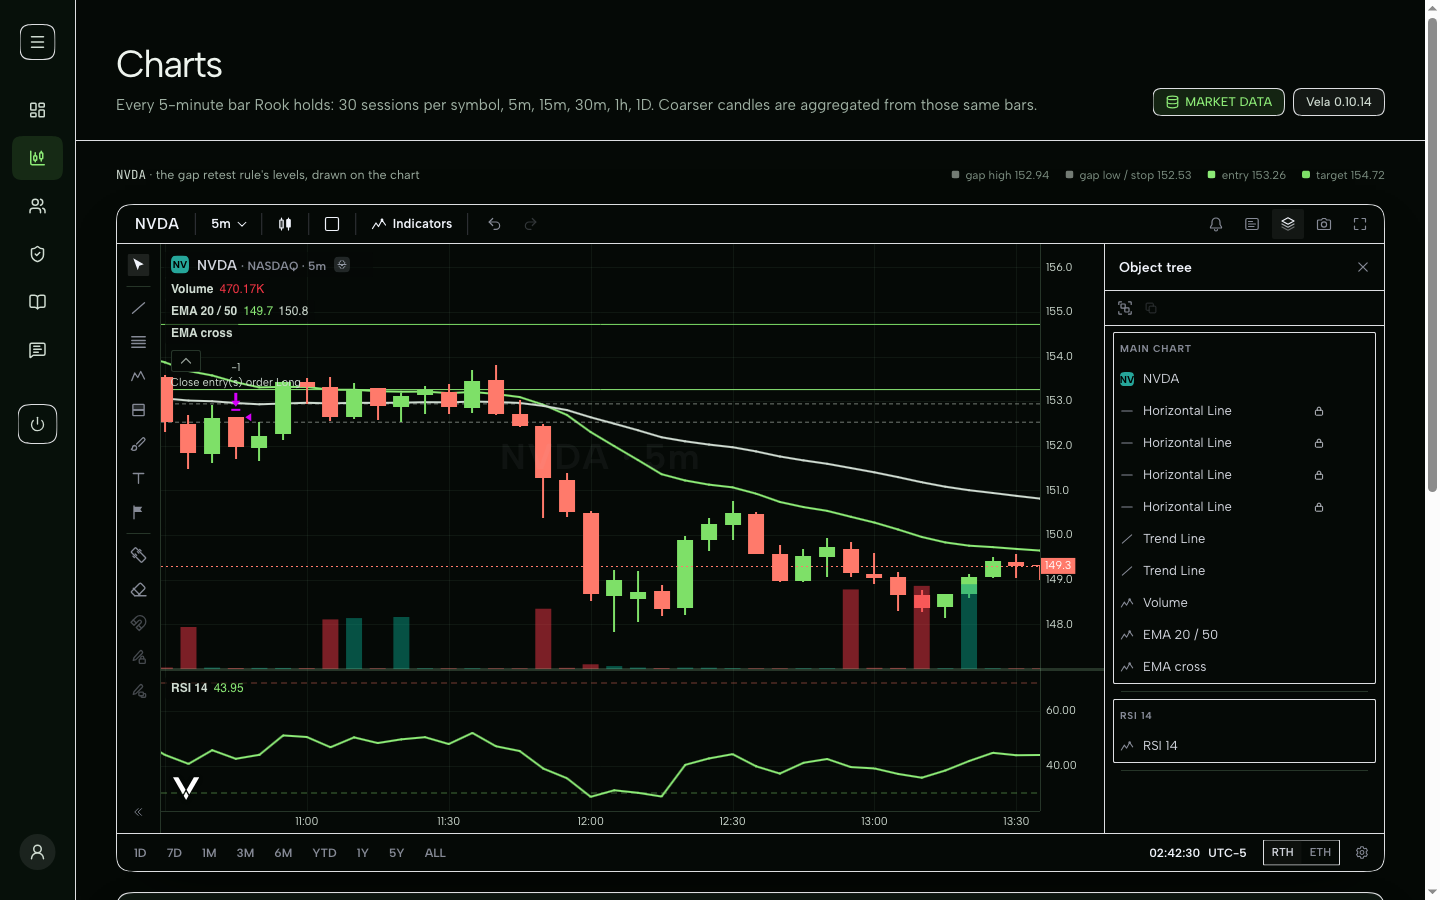 Charts
Every 5-minute bar Rook holds: 30 sessions per symbol, 5m, 15m, 30m, 1h, 1D. Coarser candles are aggregated from those same bars.
MARKET DATA
Vela 0.10.14
NVDA · the gap retest rule's levels, drawn on the chart
gap high 152.94
gap low / stop 152.53
entry 153.26
target 154.72
NVDA
5m
Indicators
NV NVDA · NASDAQ · 5m
Volume 470.17K
EMA 20 / 50 149.7 150.8
EMA cross
−1
Close entry(s) order Long
NVDA 5m
156.0
155.0
154.0
153.0
152.0
151.0
150.0
149.3
149.0
148.0
RSI 14 43.95
60.00
40.00
11:00
11:30
12:00
12:30
13:00
13:30
Object tree
MAIN CHART
NV NVDA
Horizontal Line
Horizontal Line
Horizontal Line
Horizontal Line
Trend Line
Trend Line
Volume
EMA 20 / 50
EMA cross
RSI 14
RSI 14
1D
7D
1M
3M
6M
YTD
1Y
5Y
ALL
02:42:30 UTC-5
RTH
ETH